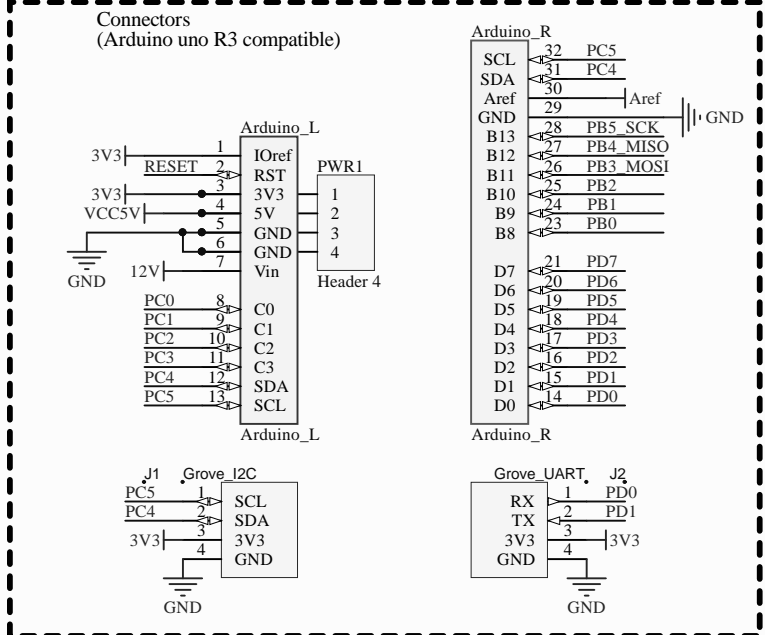 Connectors
(Arduino uno R3 compatible)
Arduino_L
3V3 1 IOref
RESET 2 RST
3V3 3 3V3
VCC5V 4 5V
5 GND
6 GND
GND
12V 7 Vin
PC0 8 C0
PC1 9 C1
PC2 10 C2
PC3 11 C3
PC4 12 SDA
PC5 13 SCL
Arduino_L
PWR1
1
2
3
4
Header 4
Arduino_R
SCL 32 PC5
SDA 31 PC4
Aref 30 Aref
GND 29 GND
B13 28 PB5_SCK
B12 27 PB4_MISO
B11 26 PB3_MOSI
B10 25 PB2
B9 24 PB1
B8 23 PB0
D7 21 PD7
D6 20 PD6
D5 19 PD5
D4 18 PD4
D3 17 PD3
D2 16 PD2
D1 15 PD1
D0 14 PD0
Arduino_R
J1 Grove_I2C
PC5 1 SCL
PC4 2 SDA
3V3 3 3V3
4 GND
GND
Grove_UART J2
RX 1 PD0
TX 2 PD1
3V3 3 3V3
GND 4
GND